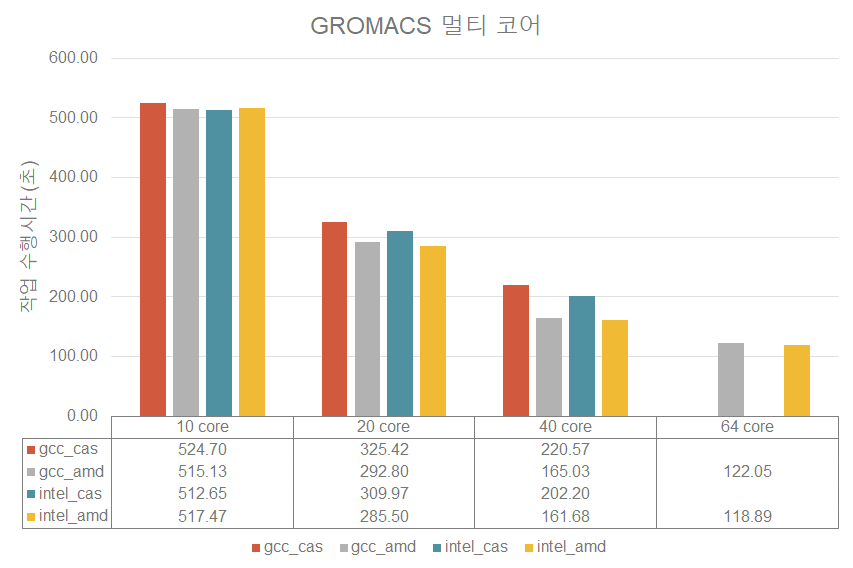 GROMACS 멀티 코어
작업 수행시간(초)
600.00
500.00
400.00
300.00
200.00
100.00
0.00
10 core 20 core 40 core 64 core
gcc_cas 524.70 325.42 220.57
gcc_amd 515.13 292.80 165.03 122.05
intel_cas 512.65 309.97 202.20
intel_amd 517.47 285.50 161.68 118.89
gcc_cas gcc_amd intel_cas intel_amd